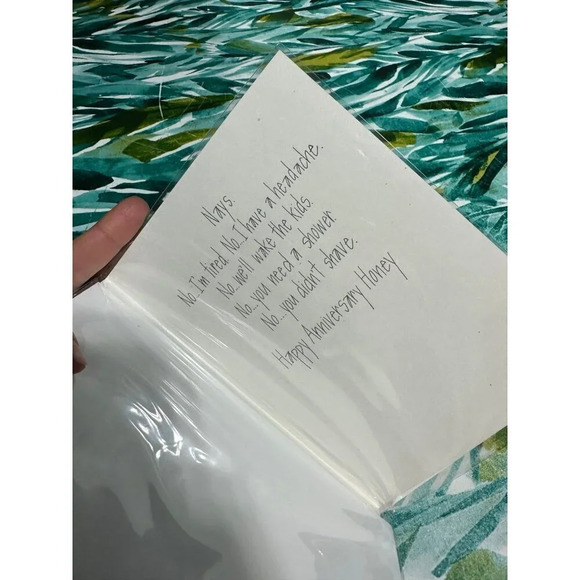 Nays.
No...I'm tired. No...I have a headache.
No...we'll wake the kids.
No...you need a shower.
No....you didn't shave.
Happy Anniversary Honey